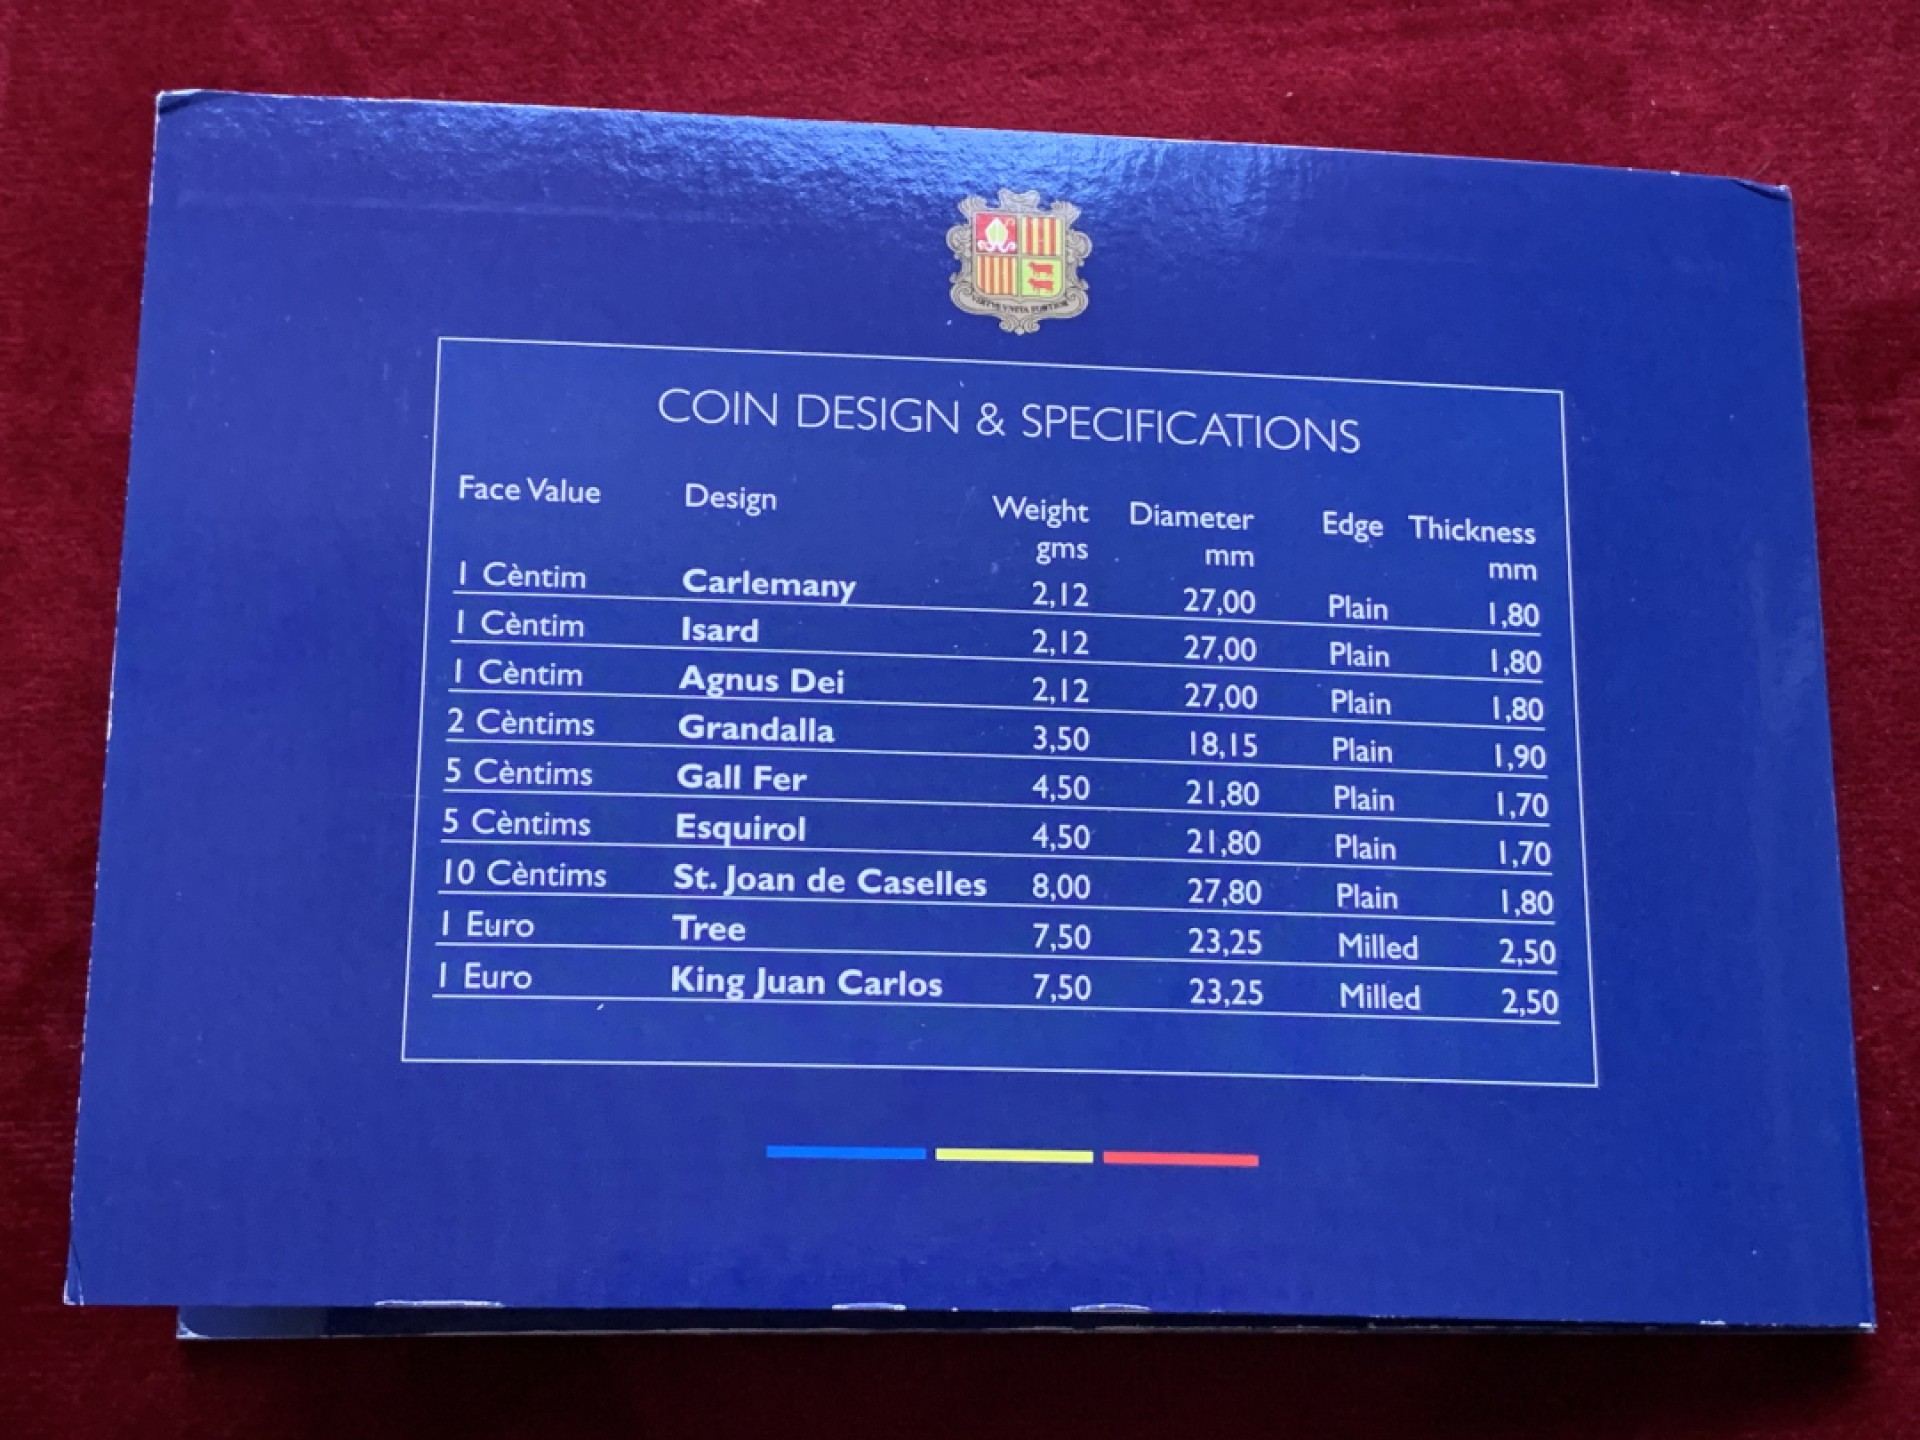 VIRTVS VNITA FORTIOR
COIN DESIGN & SPECIFICATIONS
Face Value Design Weight Diameter Edge Thickness
gms mm mm
1 Cèntim Carlemany 2,12 27,00 Plain 1,80
1 Cèntim Isard 2,12 27,00 Plain 1,80
1 Cèntim Agnus Dei 2,12 27,00 Plain 1,80
2 Cèntims Grandalla 3,50 18,15 Plain 1,90
5 Cèntims Gall Fer 4,50 21,80 Plain 1,70
5 Cèntims Esquirol 4,50 21,80 Plain 1,70
10 Cèntims St. Joan de Caselles 8,00 27,80 Plain 1,80
1 Euro Tree 7,50 23,25 Milled 2,50
1 Euro King Juan Carlos 7,50 23,25 Milled 2,50